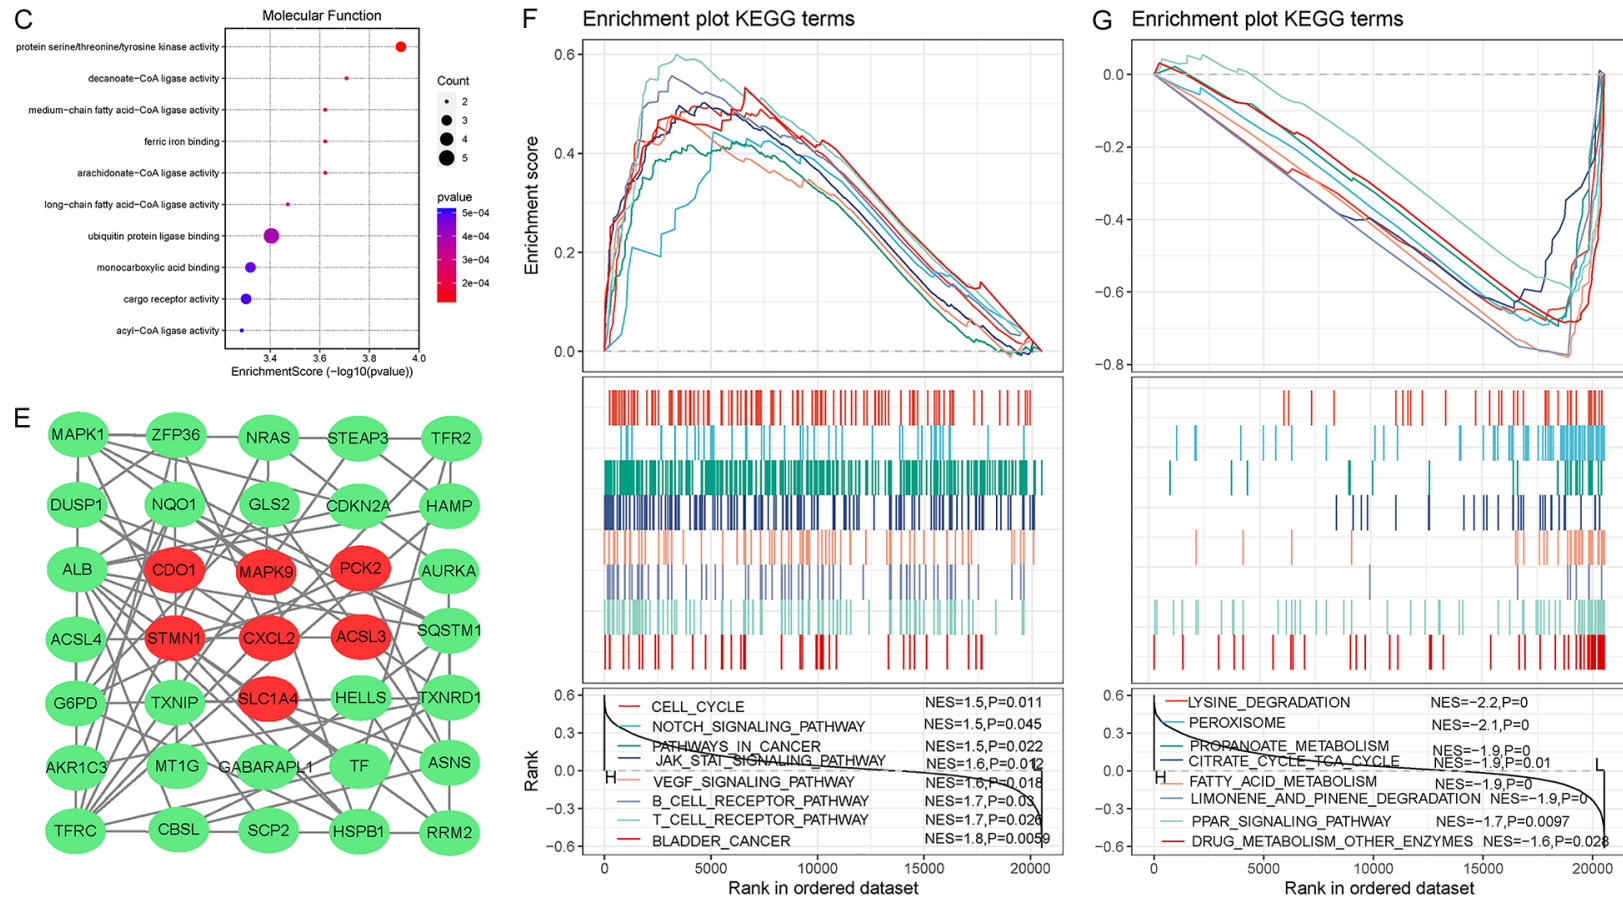 C
Molecular Function
protein serine/threonine/tyrosine kinase activity
decanoate−CoA ligase activity
medium−chain fatty acid−CoA ligase activity
ferric iron binding
arachidonate−CoA ligase activity
long−chain fatty acid−CoA ligase activity
ubiquitin protein ligase binding
monocarboxylic acid binding
cargo receptor activity
acyl−CoA ligase activity
3.4 3.6 3.8 4.0
EnrichmentScore (−log10(pvalue))
Count
2
3
4
5
pvalue
5e−04
4e−04
3e−04
2e−04
E
MAPK1 ZFP36 NRAS STEAP3 TFR2
DUSP1 NQO1 GLS2 CDKN2A HAMP
ALB CDO1 MAPK9 PCK2 AURKA
ACSL4 STMN1 CXCL2 ACSL3 SQSTM1
G6PD TXNIP SLC1A4 HELLS TXNRD1
AKR1C3 MT1G GABARAPL1 TF ASNS
TFRC CBSL SCP2 HSPB1 RRM2
F
Enrichment plot KEGG terms
Enrichment score
0.6
0.4
0.2
0.0
Rank
0.6
0.3
0.0
−0.3
−0.6
CELL_CYCLE NES=1.5,P=0.011
NOTCH_SIGNALING_PATHWAY NES=1.5,P=0.045
PATHWAYS_IN_CANCER NES=1.5,P=0.022
JAK_STAT_SIGNALING_PATHWAY NES=1.6,P=0.012
H L
VEGF_SIGNALING_PATHWAY NES=1.6,P=0.018
B_CELL_RECEPTOR_PATHWAY NES=1.7,P=0.03
T_CELL_RECEPTOR_PATHWAY NES=1.7,P=0.026
BLADDER_CANCER NES=1.8,P=0.0059
0 5000 10000 15000 20000
Rank in ordered dataset
G
Enrichment plot KEGG terms
0.0
−0.2
−0.4
−0.6
−0.8
0.6
0.3
0.0
−0.3
−0.6
LYSINE_DEGRADATION NES=−2.2,P=0
PEROXISOME NES=−2.1,P=0
PROPANOATE_METABOLISM NES=−1.9,P=0
CITRATE_CYCLE_TCA_CYCLE NES=−1.9,P=0.01
H L
FATTY_ACID_METABOLISM NES=−1.9,P=0
LIMONENE_AND_PINENE_DEGRADATION NES=−1.9,P=0
PPAR_SIGNALING_PATHWAY NES=−1.7,P=0.0097
DRUG_METABOLISM_OTHER_ENZYMES NES=−1.6,P=0.028
0 5000 10000 15000 20000
Rank in ordered dataset